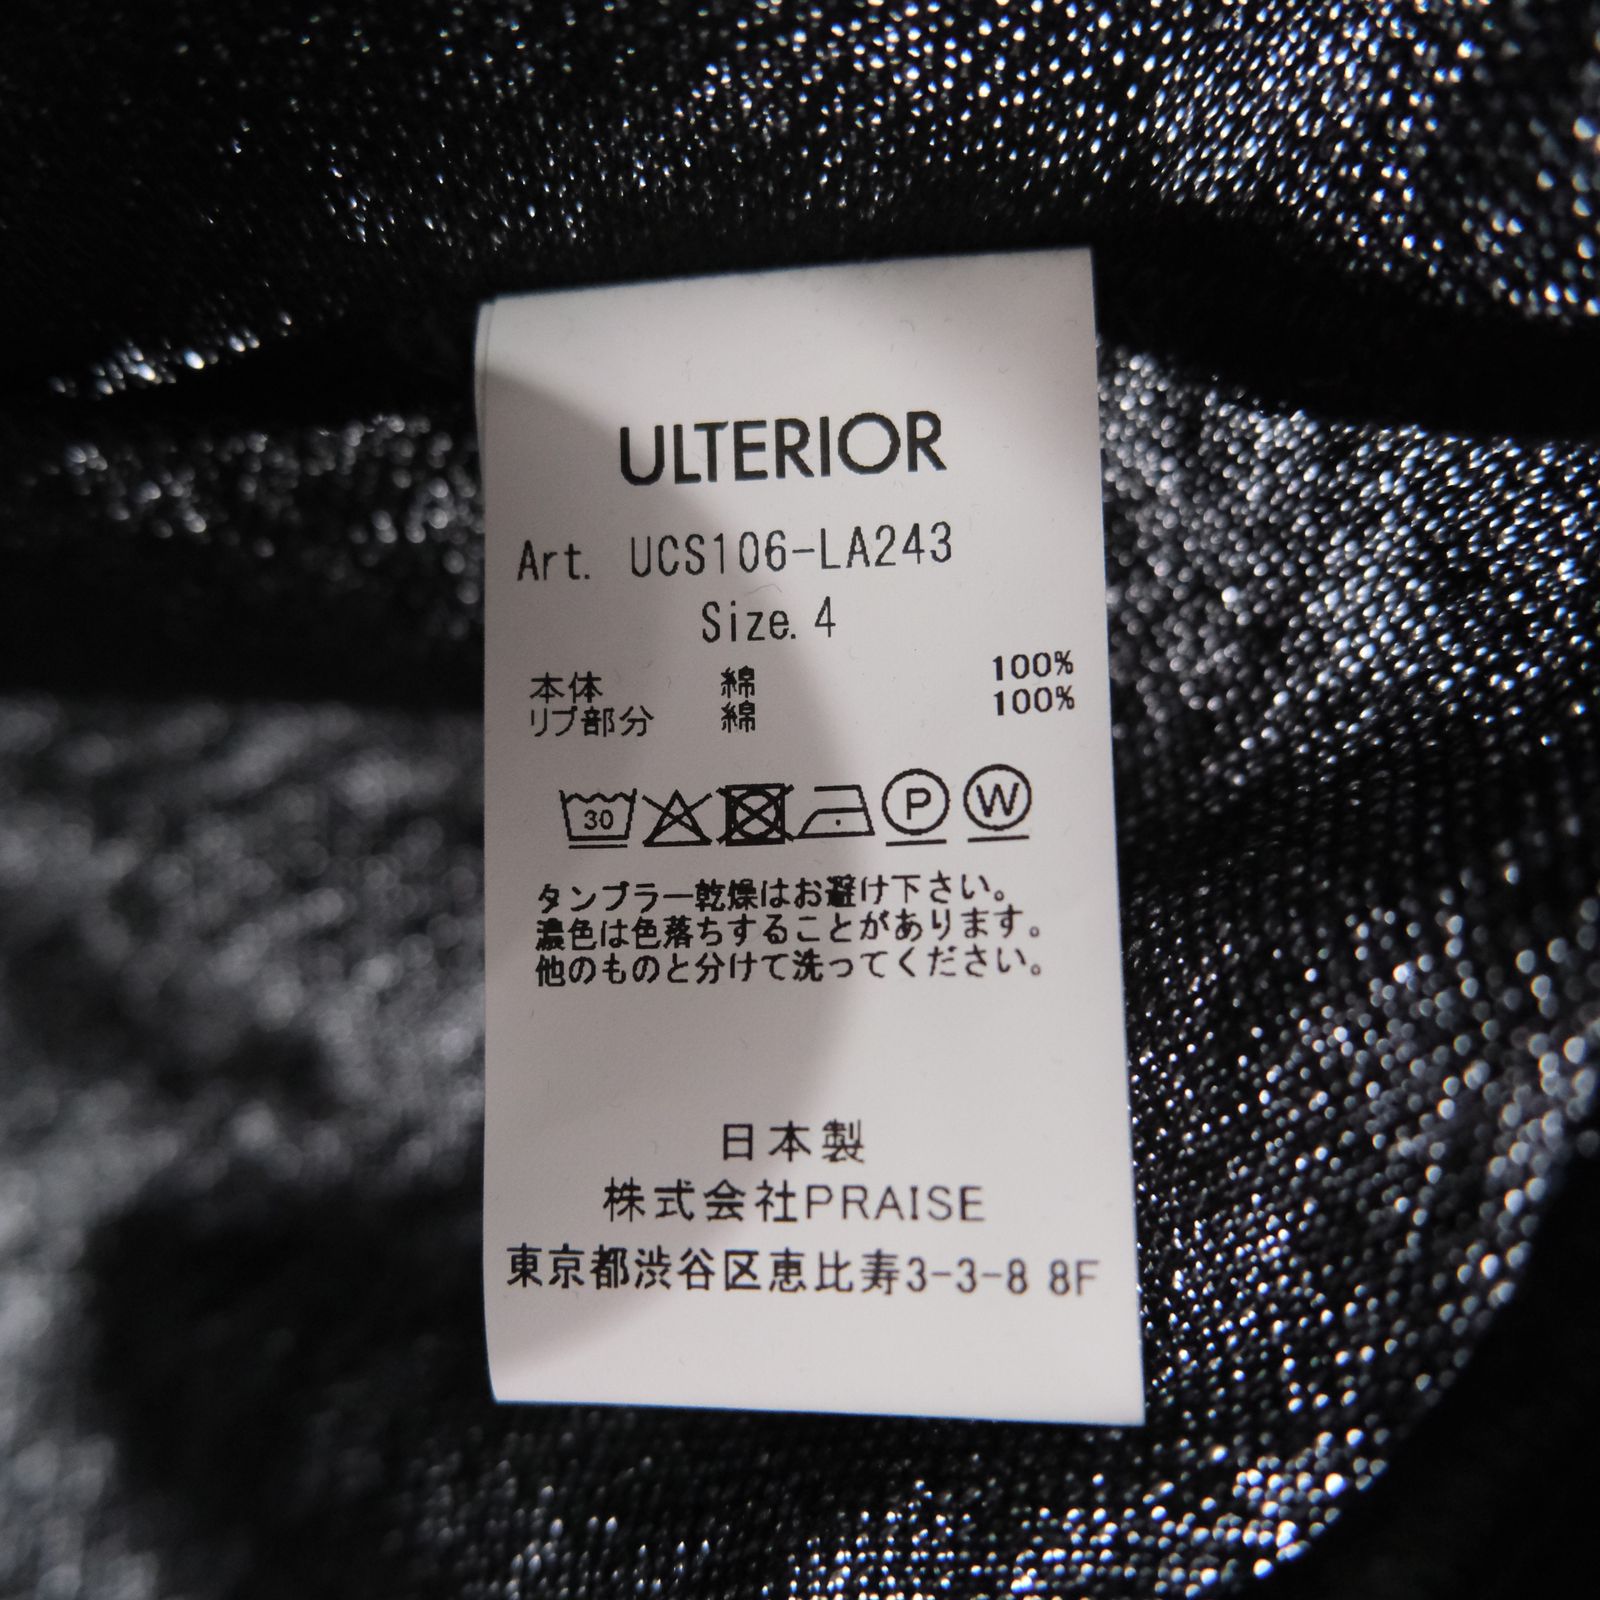 ULTERIOR
Art. UCS106-LA243
Size.4
本体 綿 100%
リブ部分 綿 100%
30 P W
タンブラー乾燥はお避け下さい。
濃色は色落ちすることがあります。
他のものと分けて洗ってください。
日本製
株式会社PRAISE
東京都渋谷区恵比寿3-3-8 8F